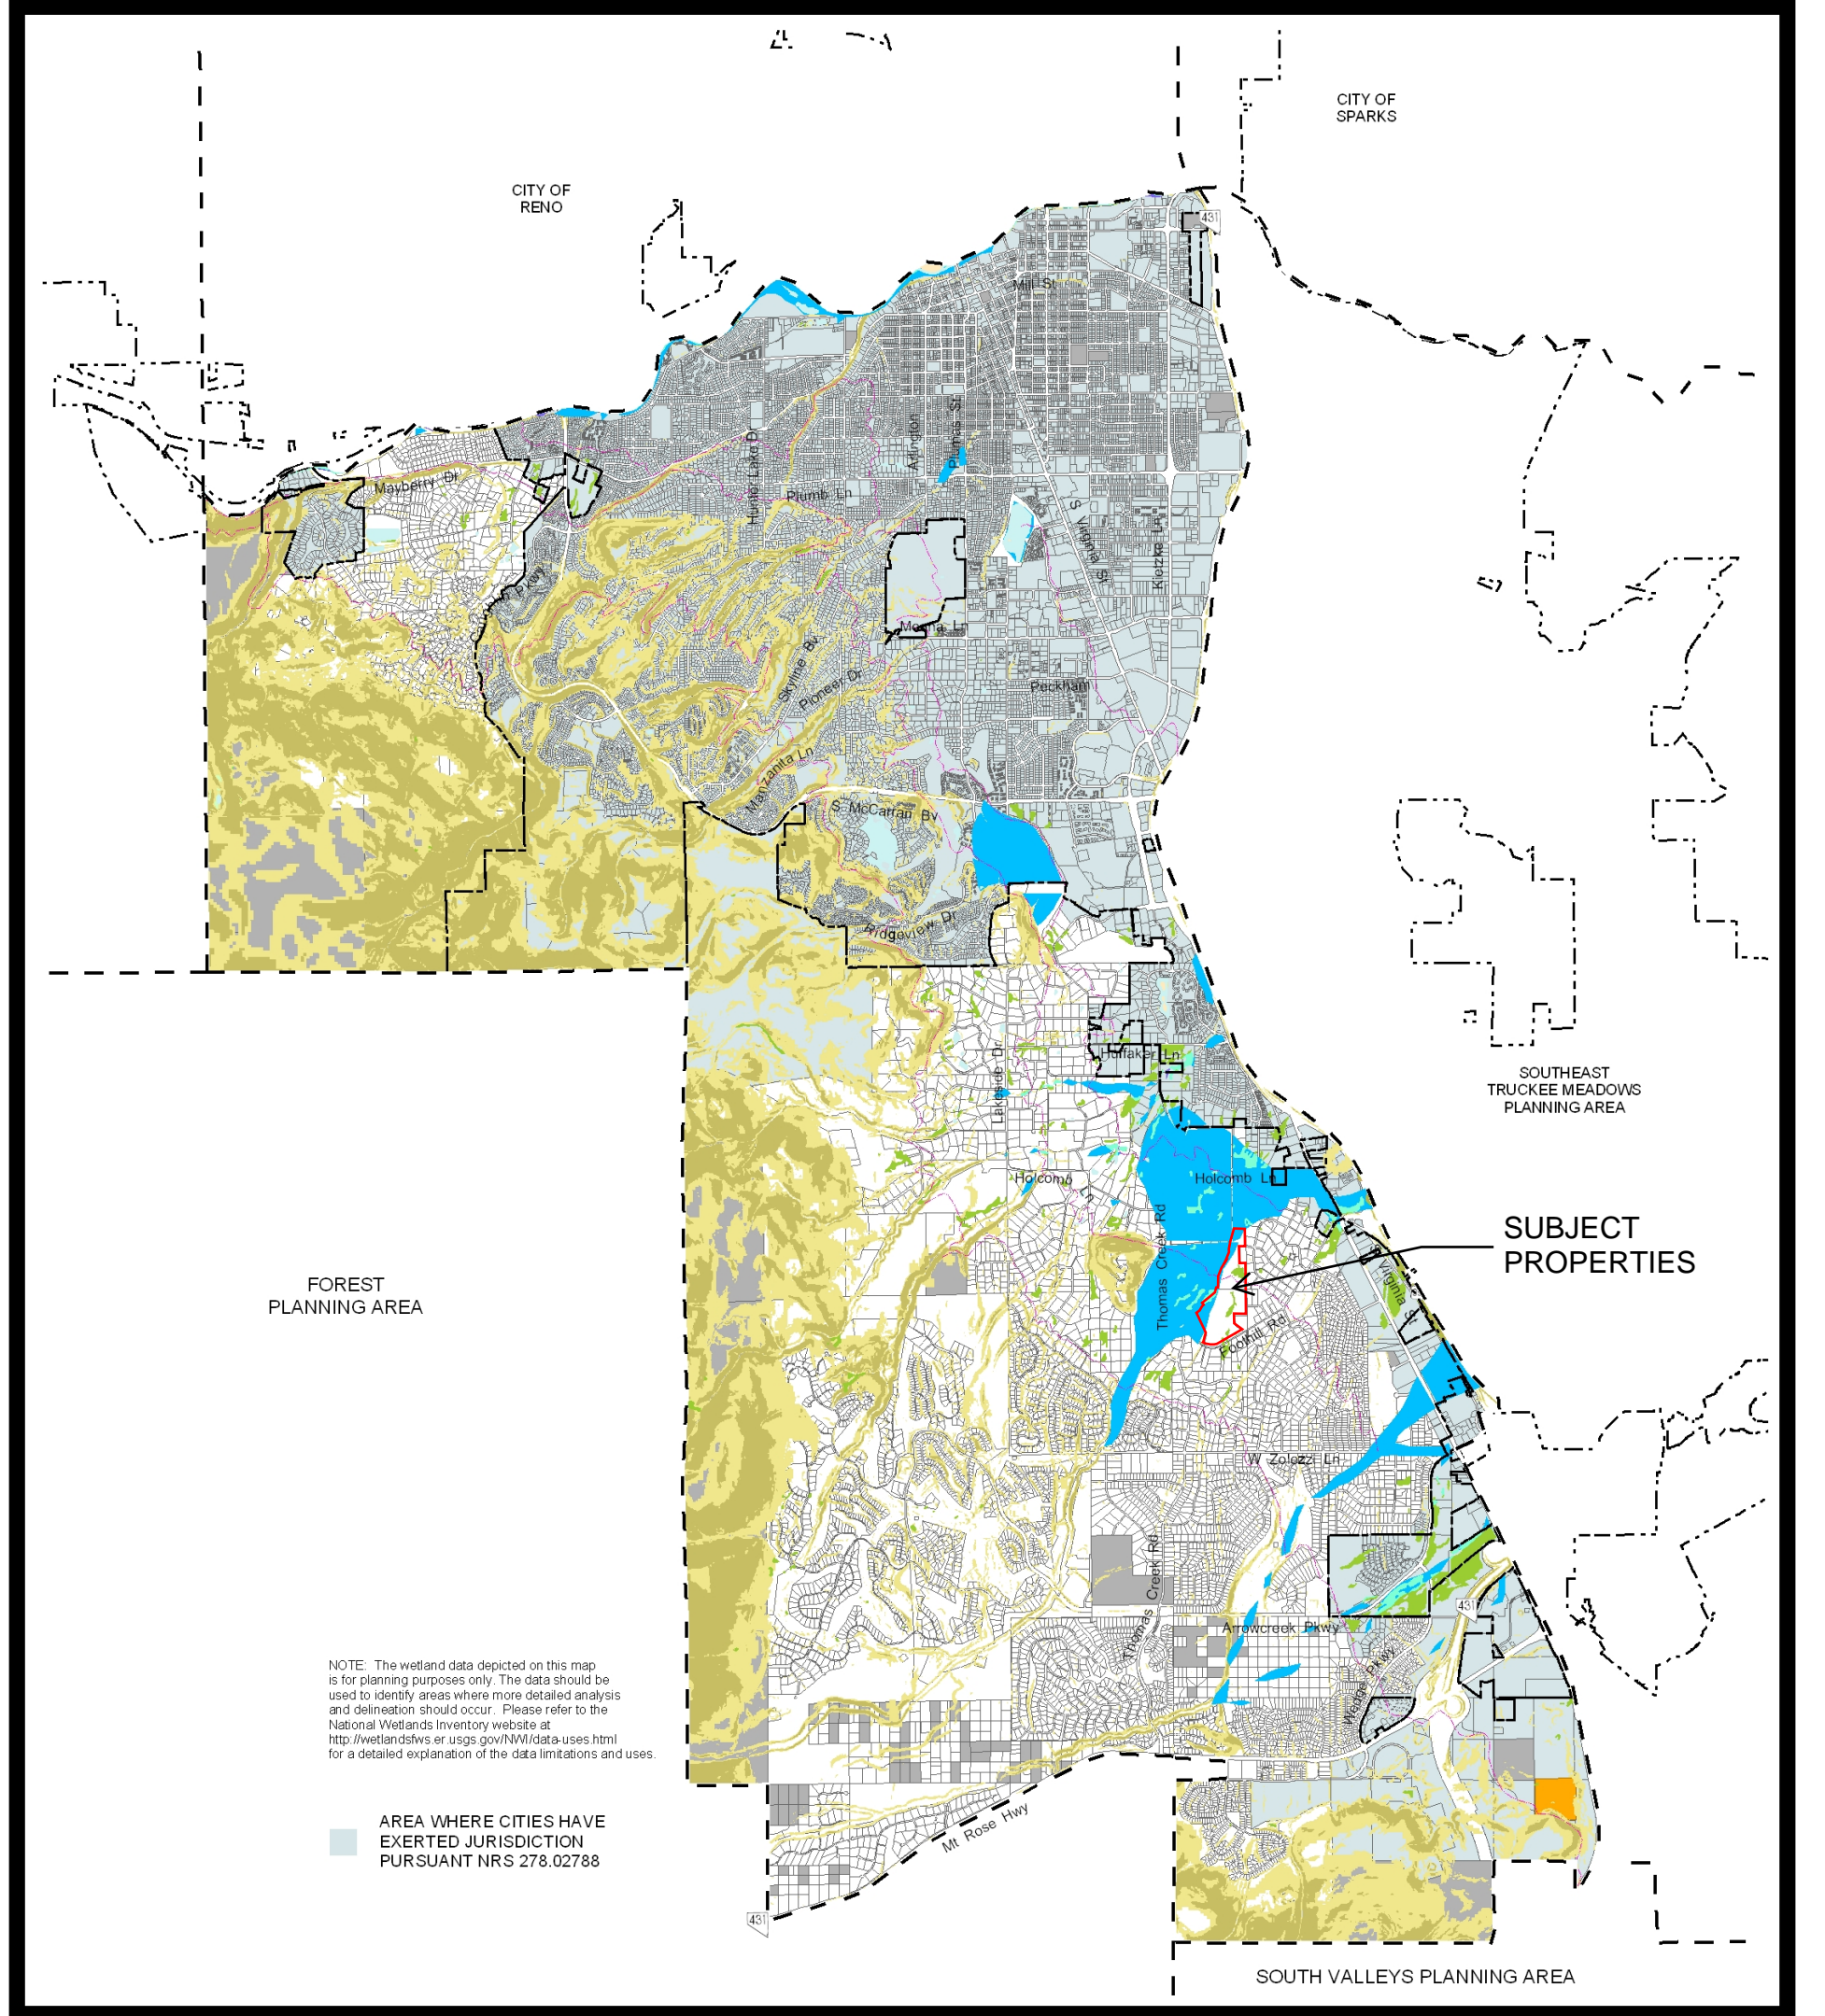 CITY OF
SPARKS
CITY OF
RENO
431
Mill St
Hunter Lake Dr
Arlington
Plumas St
Mayberry Dr
Plumb Ln
S Virginia St
Kietzke Ln
Pkwy
Moana Ln
Skyline Bv
Pioneer Dr
Peckham
Manzanita Ln
S McCarran Bv
Ridgeview Dr
Lakeside Dr
Huffaker Ln
SOUTHEAST
TRUCKEE MEADOWS
PLANNING AREA
Holcomb Ln
Holcomb Ln
Thomas Creek Rd
SUBJECT
PROPERTIES
S Virginia St
FOREST
PLANNING AREA
Foothill Rd
W Zolezzi Ln
Thomas Creek Rd
431
Arrowcreek Pkwy
Wedge Pkwy
NOTE: The wetland data depicted on this map
is for planning purposes only. The data should be
used to identify areas where more detailed analysis
and delineation should occur. Please refer to the
National Wetlands Inventory website at
http://wetlandsfws.er.usgs.gov/NWI/data-uses.html
for a detailed explanation of the data limitations and uses.
AREA WHERE CITIES HAVE
EXERTED JURISDICTION
PURSUANT NRS 278.02788
Mt Rose Hwy
431
SOUTH VALLEYS PLANNING AREA